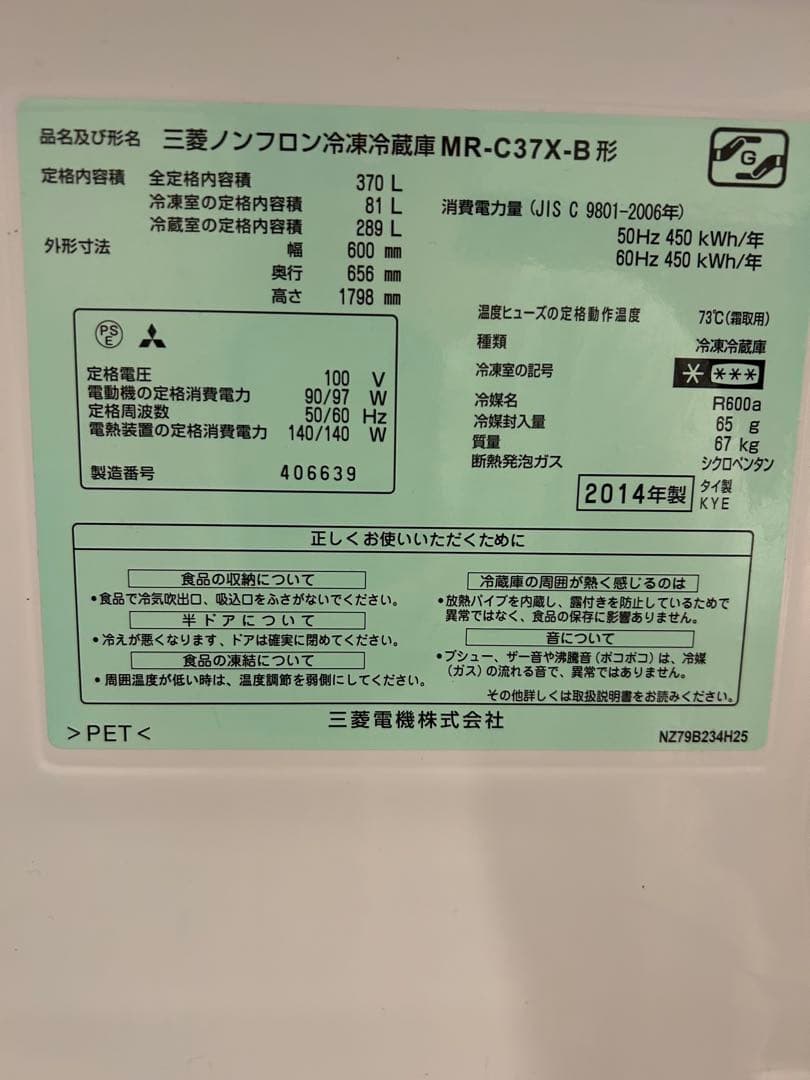 品名及び形名 三菱ノンフロン冷凍冷蔵庫 MR-C37X-B 形
G
定格内容積 全定格内容積 370 L
冷凍室の定格内容積 81 L
冷蔵室の定格内容積 289 L
外形寸法 幅 600 mm
奥行 656 mm
高さ 1798 mm
消費電力量 (JIS C 9801-2006年)
50Hz 450 kWh/年
60Hz 450 kWh/年
PS
E
定格電圧 100 V
電動機の定格消費電力 90/97 W
定格周波数 50/60 Hz
電熱装置の定格消費電力 140/140 W
製造番号 406639
温度ヒューズの定格動作温度 73℃(霜取用)
種類 冷凍冷蔵庫
冷凍室の記号 * ***
冷媒名 R600a
冷媒封入量 65 g
質量 67 kg
断熱発泡ガス シクロペンタン
2014年製 タイ製
KYE
正しくお使いいただくために
食品の収納について
•食品で冷気吹出口、吸込口をふさがないでください。
半ドアについて
•冷えが悪くなります、ドアは確実に閉めてください。
食品の凍結について
•周囲温度が低い時は、温度調節を弱側にしてください。
冷蔵庫の周囲が熱く感じるのは
•放熱パイプを内蔵し、露付きを防止しているためで
異常ではなく、食品の保存に影響ありません。
音について
•ブシュー、ザー音や沸騰音(ポコポコ)は、冷媒
(ガス)の流れる音で、異常ではありません。
その他詳しくは取扱説明書をお読みください。
>PET<
三菱電機株式会社
NZ79B234H25